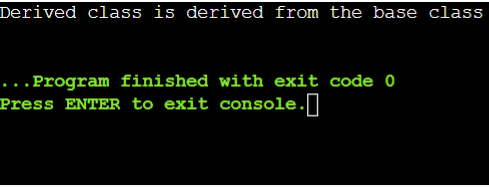 Derived class is derived from the base class
...Program finished with exit code 0
Press ENTER to exit console.